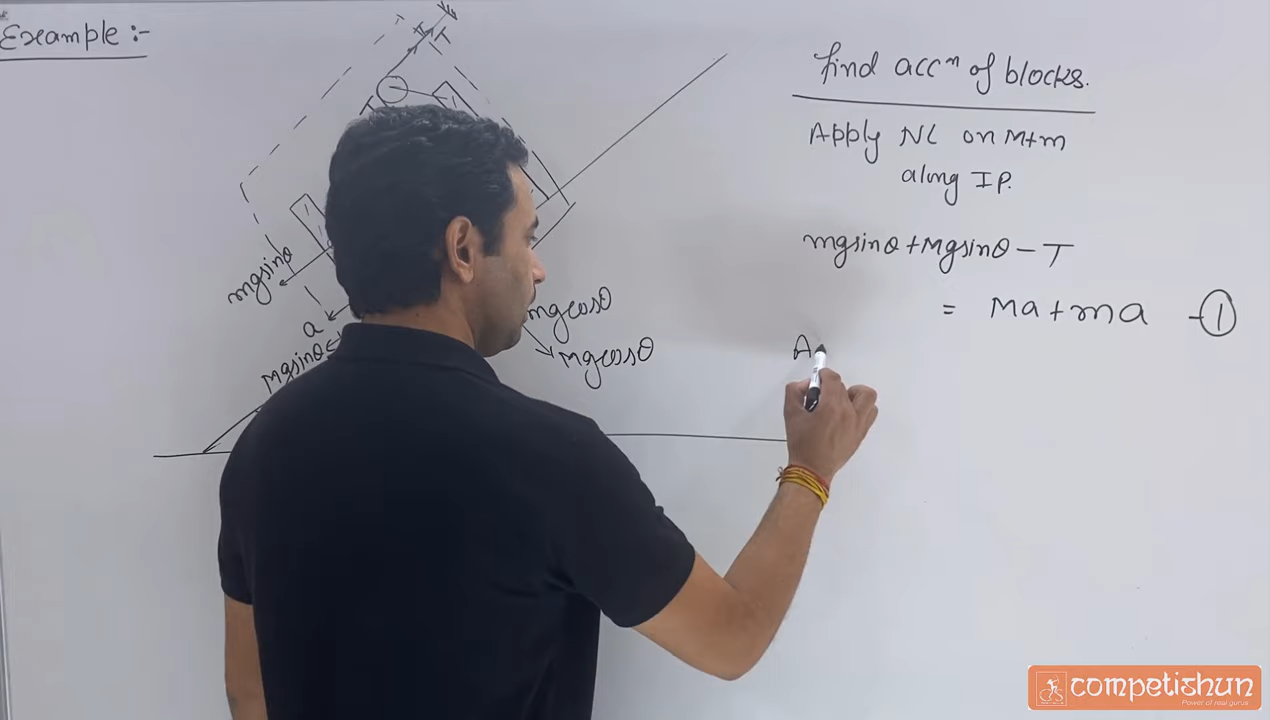 Example :-
T
T
T
find accⁿ of blocks.
Apply NL on M+m
along IP.
mgsinθ + Mgsinθ - T
= Ma + ma -①
A
mgsinθ
a
Mgsinθ
mgcosθ
Mgcosθ
competishun
Power of real gurus